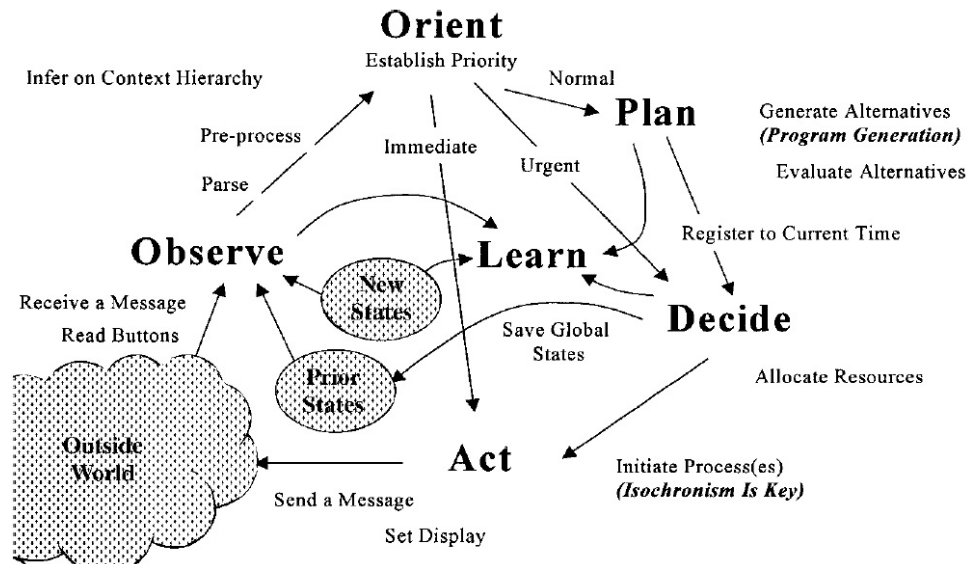 Orient
Establish Priority
Infer on Context Hierarchy
Normal
Plan
Generate Alternatives
(Program Generation)
Pre-process
Immediate
Urgent
Evaluate Alternatives
Parse
Observe
Learn
Register to Current Time
New
States
Receive a Message
Read Buttons
Save Global
States
Decide
Prior
States
Allocate Resources
Outside
World
Act
Initiate Process(es)
(Isochronism Is Key)
Send a Message
Set Display